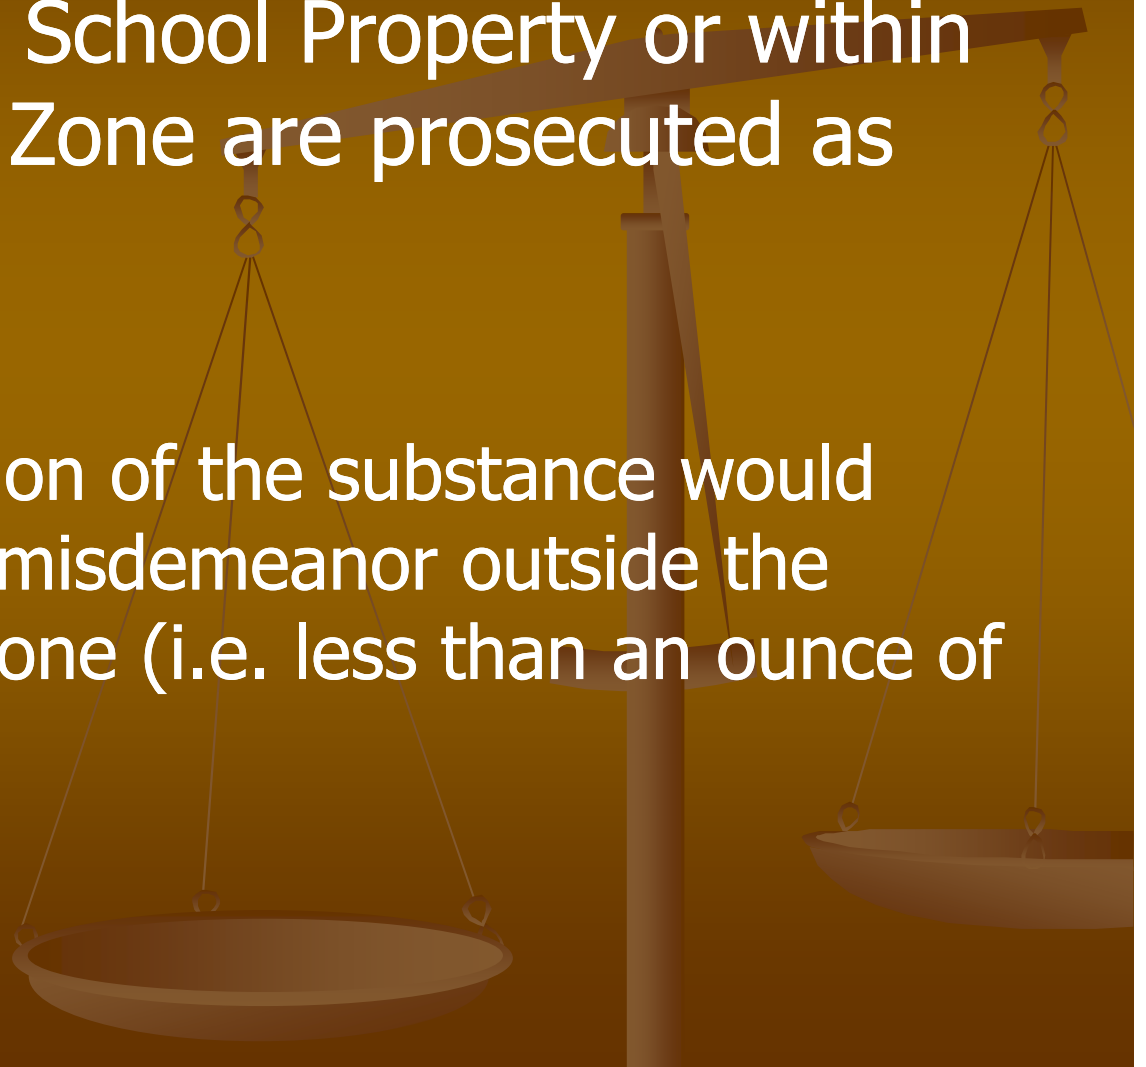 School Property or within
Zone are prosecuted as
on of the substance would
misdemeanor outside the
one (i.e. less than an ounce of